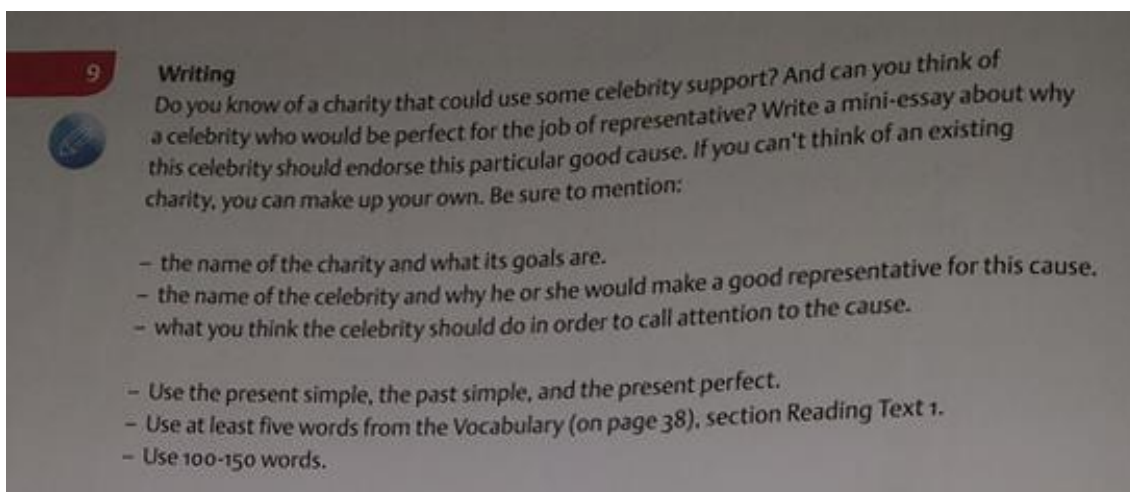 9
Writing
Do you know of a charity that could use some celebrity support? And can you think of
a celebrity who would be perfect for the job of representative? Write a mini-essay about why
this celebrity should endorse this particular good cause. If you can't think of an existing
charity, you can make up your own. Be sure to mention:
– the name of the charity and what its goals are.
– the name of the celebrity and why he or she would make a good representative for this cause.
– what you think the celebrity should do in order to call attention to the cause.
– Use the present simple, the past simple, and the present perfect.
– Use at least five words from the Vocabulary (on page 38), section Reading Text 1.
– Use 100-150 words.